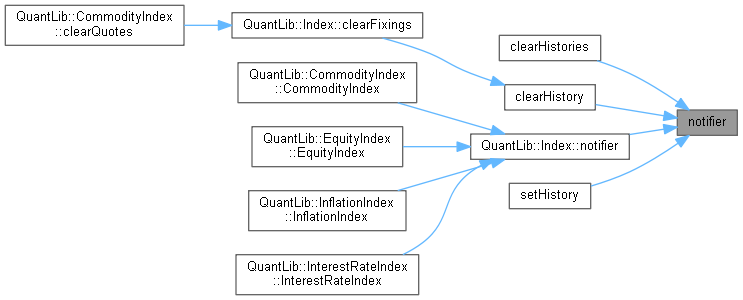 QuantLib::CommodityIndex
::clearQuotes
QuantLib::Index::clearFixings
clearHistories
QuantLib::CommodityIndex
::CommodityIndex
clearHistory
notifier
QuantLib::EquityIndex
::EquityIndex
QuantLib::Index::notifier
QuantLib::InflationIndex
::InflationIndex
setHistory
QuantLib::InterestRateIndex
::InterestRateIndex